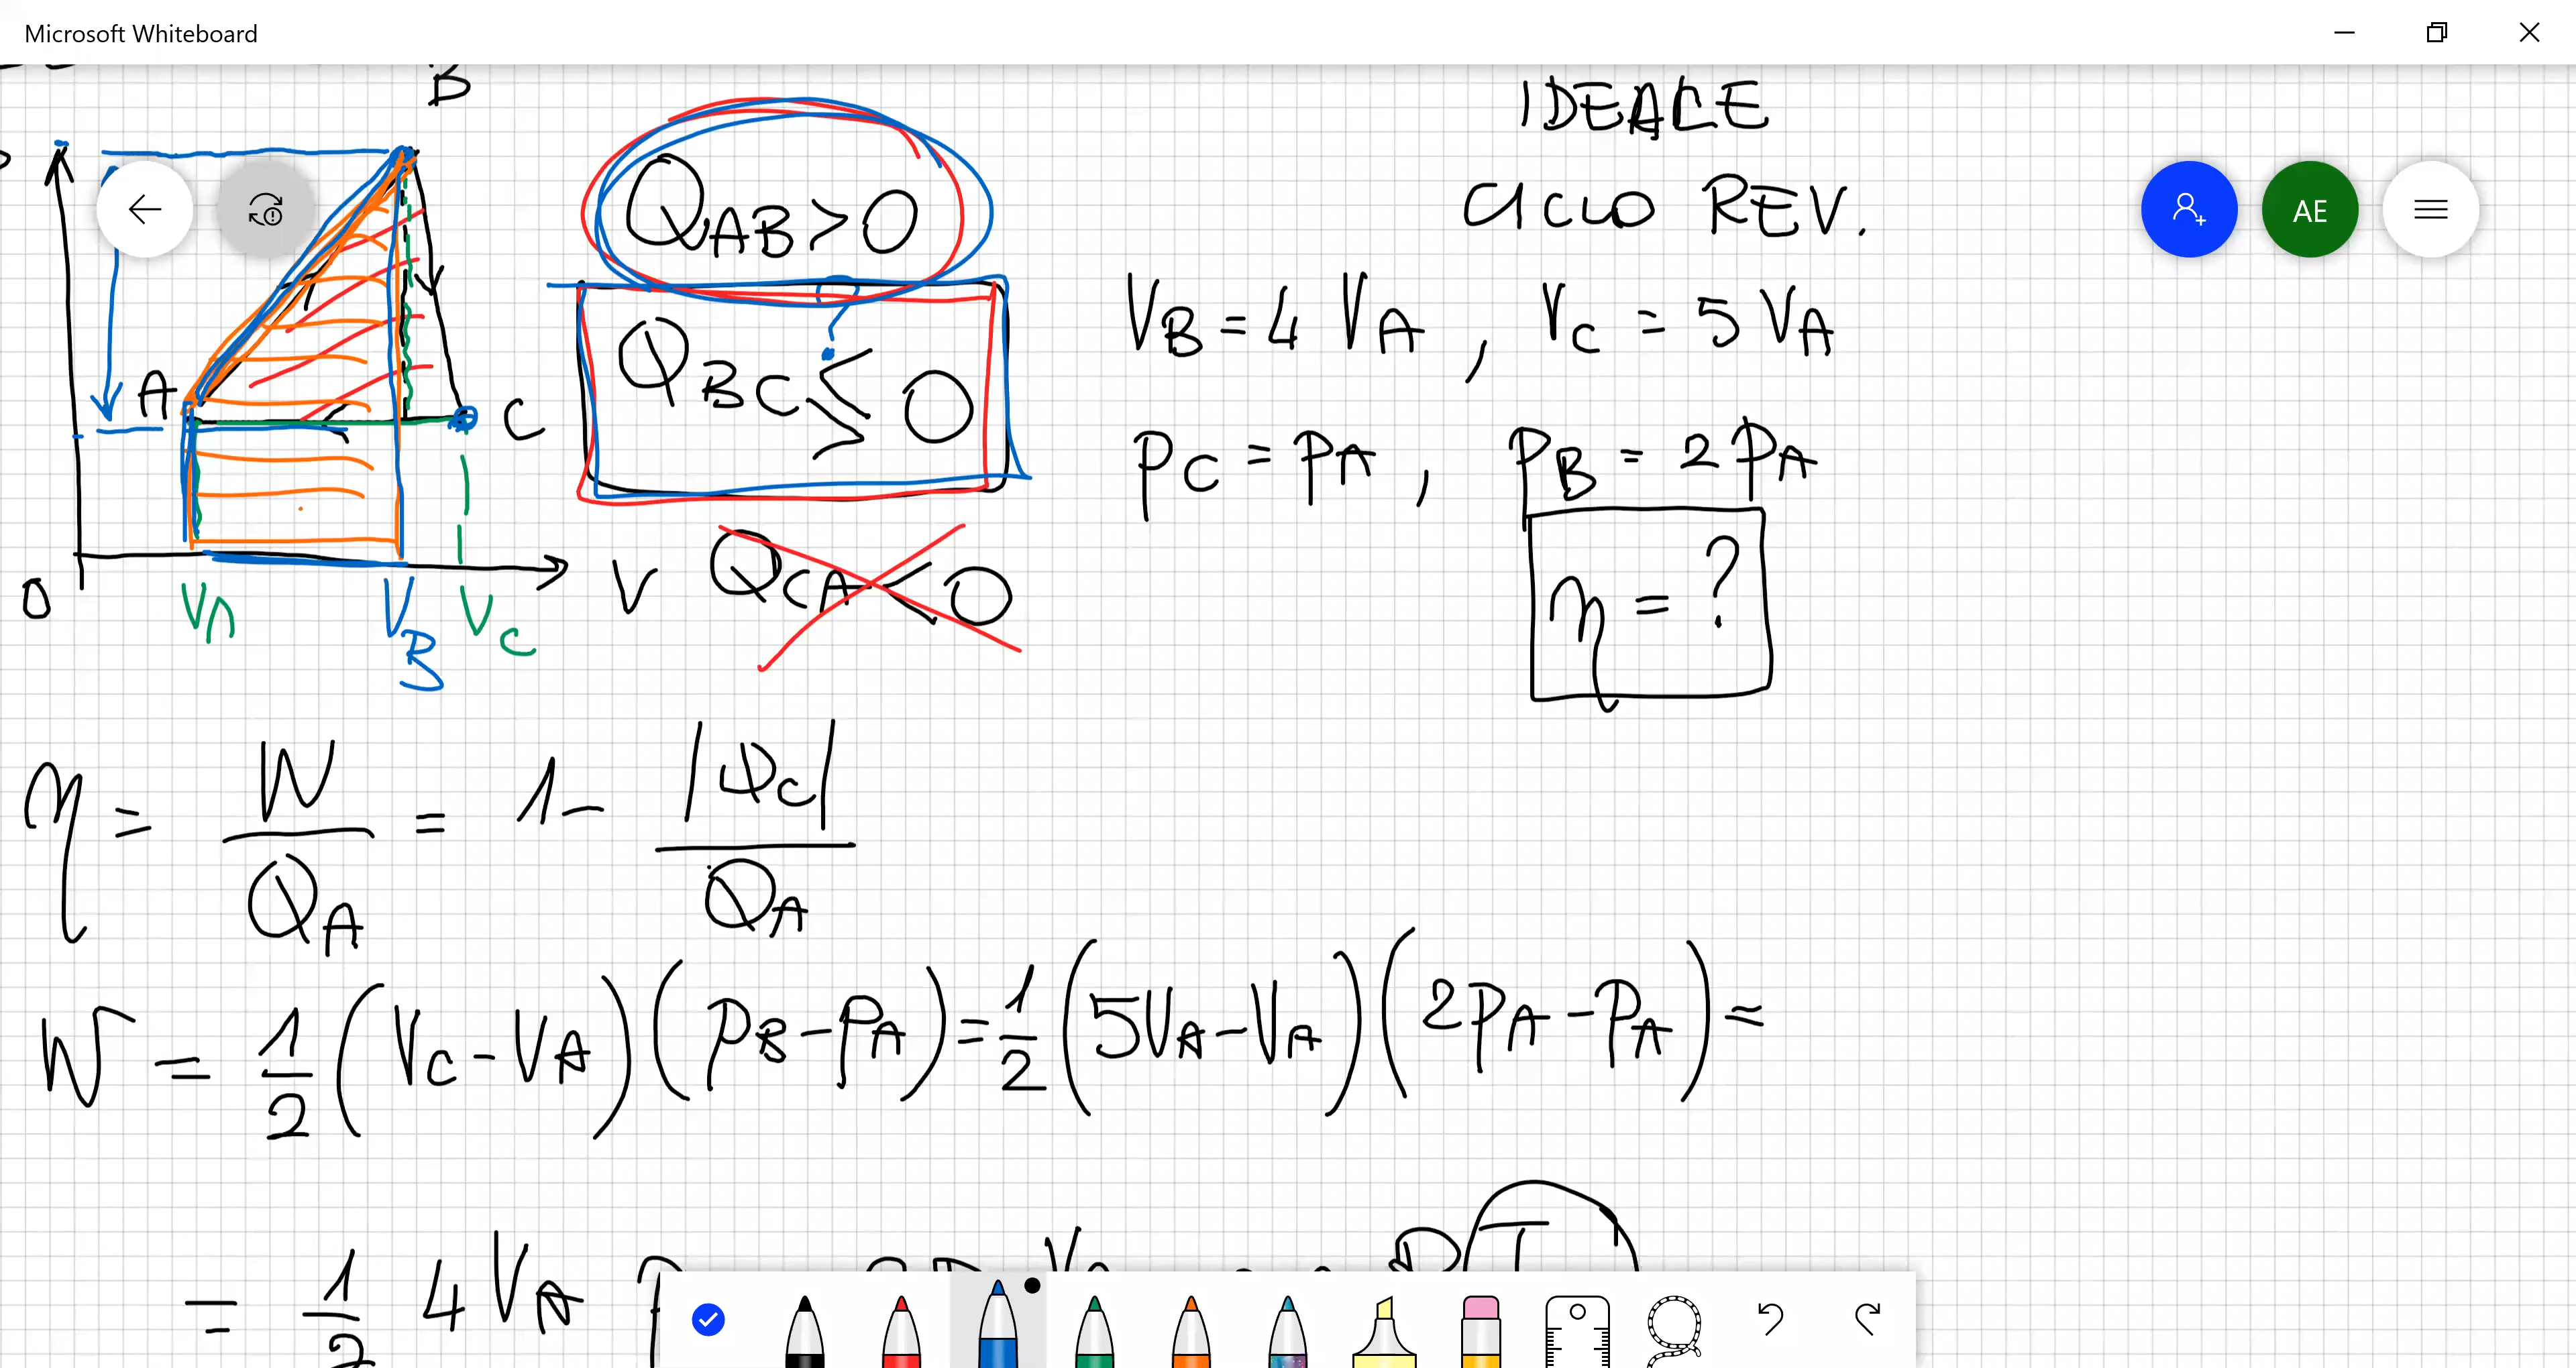 Microsoft Whiteboard
B
IDEALE
CICLO REV.
AE
Q_AB > 0
V_B = 4 V_A , V_C = 5 V_A
A
Q_BC ⋚ 0
C
p_C = p_A , p_B = 2 p_A
Q_CA < 0
V
η = ?
0
V_A V_B V_C
η = W / Q_A = 1 - |Q_C| / Q_A
W = 1/2 (V_C - V_A)(p_B - p_A) = 1/2 (5V_A - V_A)(2p_A - p_A) =
= 1/2 4 V_A